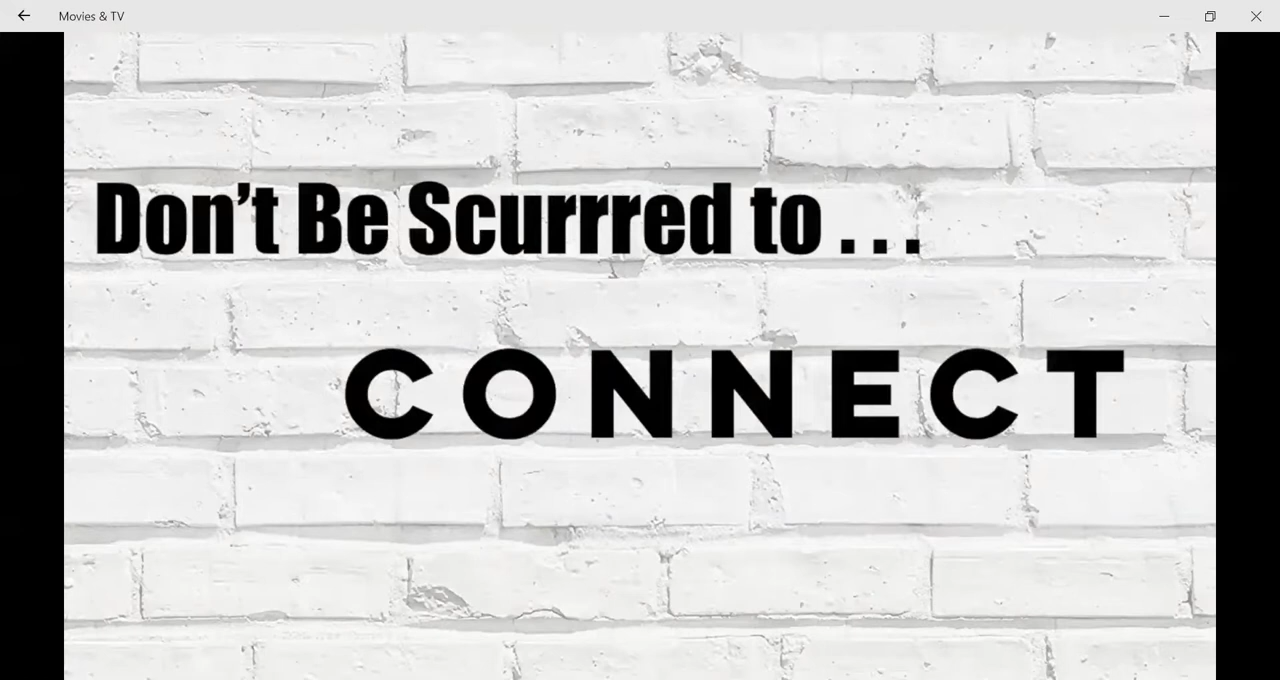 Movies & TV
Don't Be Scurrred to . . .
CONNECT